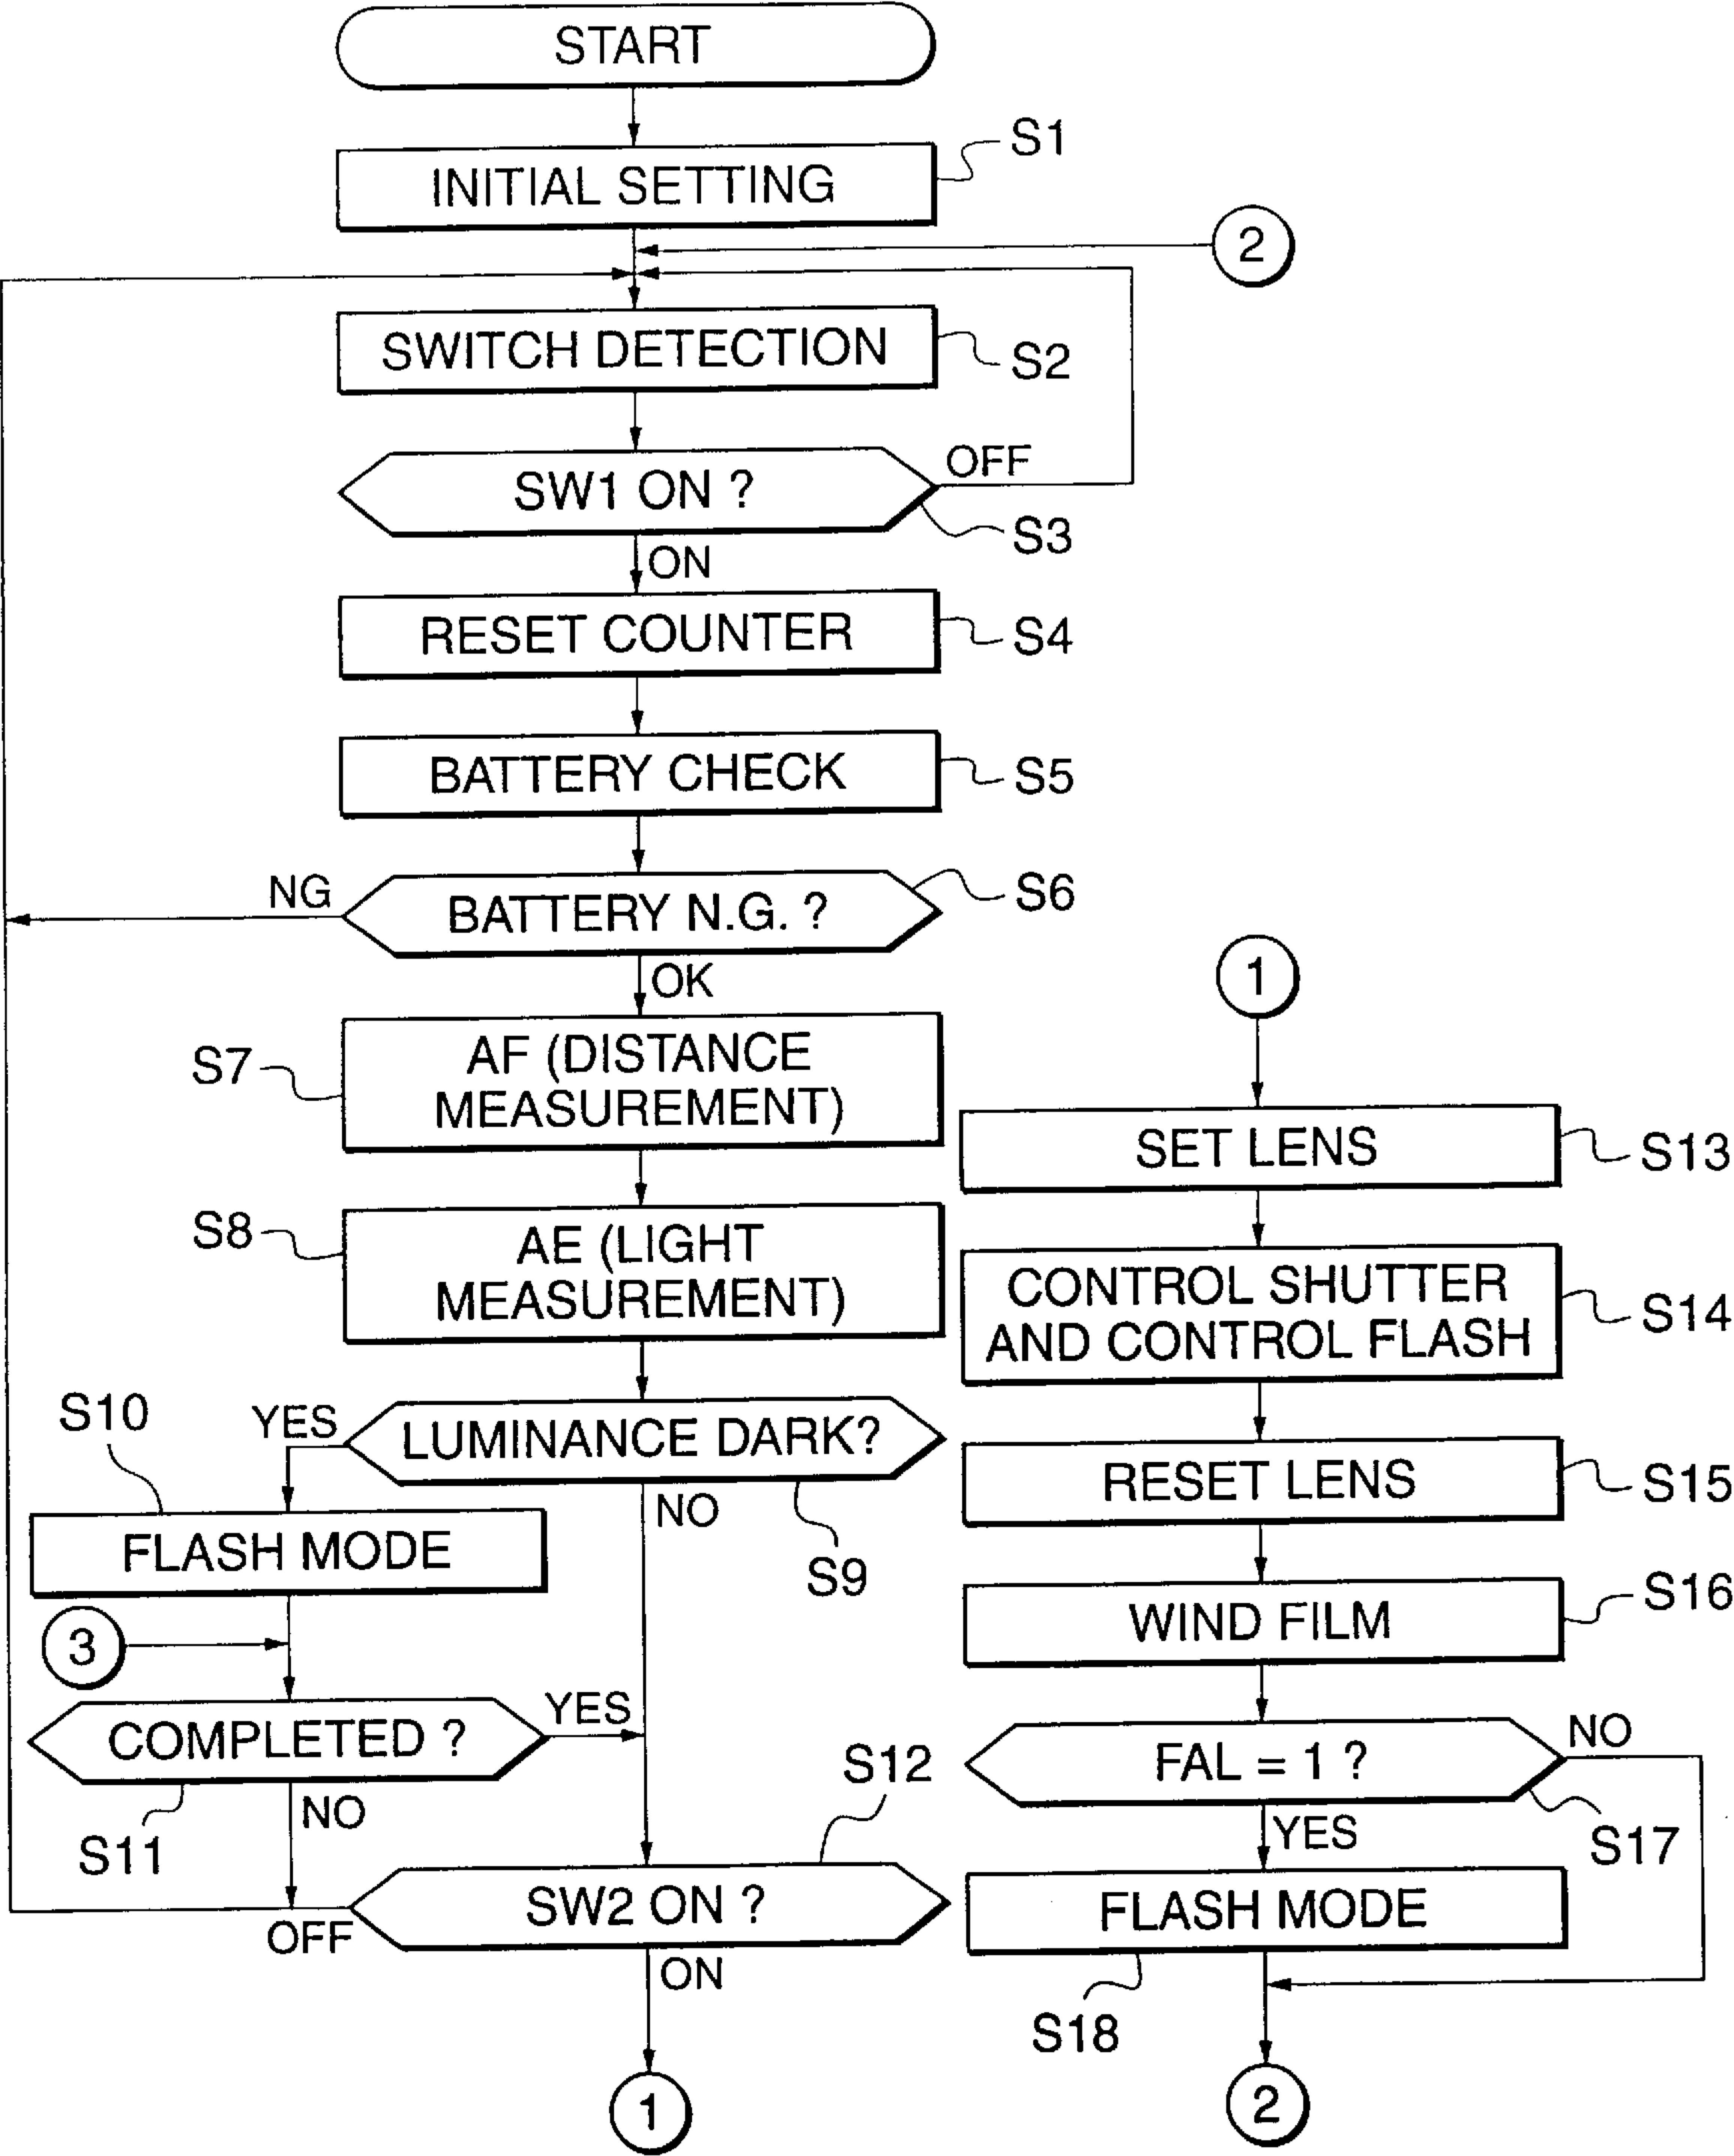 START
INITIAL SETTING
S1
2
SWITCH DETECTION
S2
SW1 ON ?
OFF
S3
ON
RESET COUNTER
S4
BATTERY CHECK
S5
NG
BATTERY N.G. ?
S6
OK
S7
AF (DISTANCE
MEASUREMENT)
S8
AE (LIGHT
MEASUREMENT)
S10
YES
LUMINANCE DARK?
NO
S9
FLASH MODE
3
COMPLETED ?
YES
S12
NO
S11
SW2 ON ?
OFF
ON
1
1
SET LENS
S13
CONTROL SHUTTER
AND CONTROL FLASH
S14
RESET LENS
S15
WIND FILM
S16
FAL = 1 ?
NO
YES
S17
FLASH MODE
S18
2